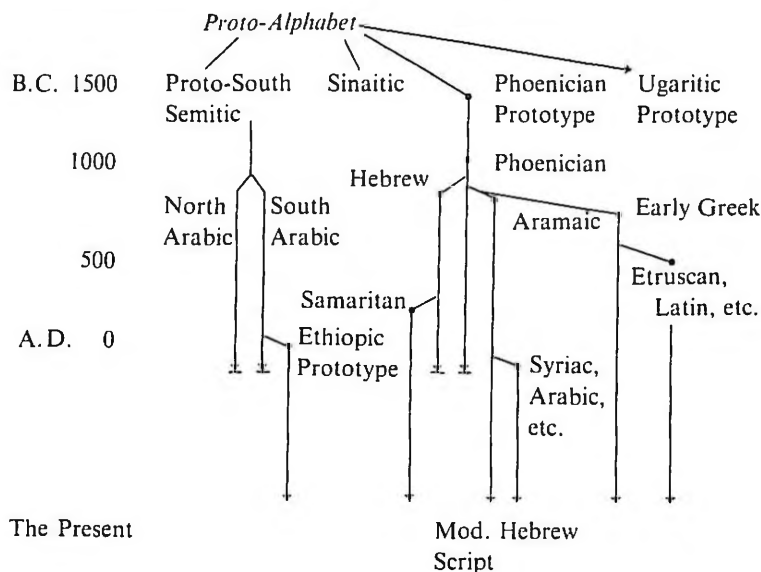 Proto-Alphabet
B.C. 1500
Proto-South
Semitic
Sinaitic
Phoenician
Prototype
Ugaritic
Prototype
1000
Phoenician
Hebrew
North
Arabic
South
Arabic
Aramaic
Early Greek
500
Etruscan,
Latin, etc.
Samaritan
A.D. 0
Ethiopic
Prototype
Syriac,
Arabic,
etc.
The Present
Mod. Hebrew
Script